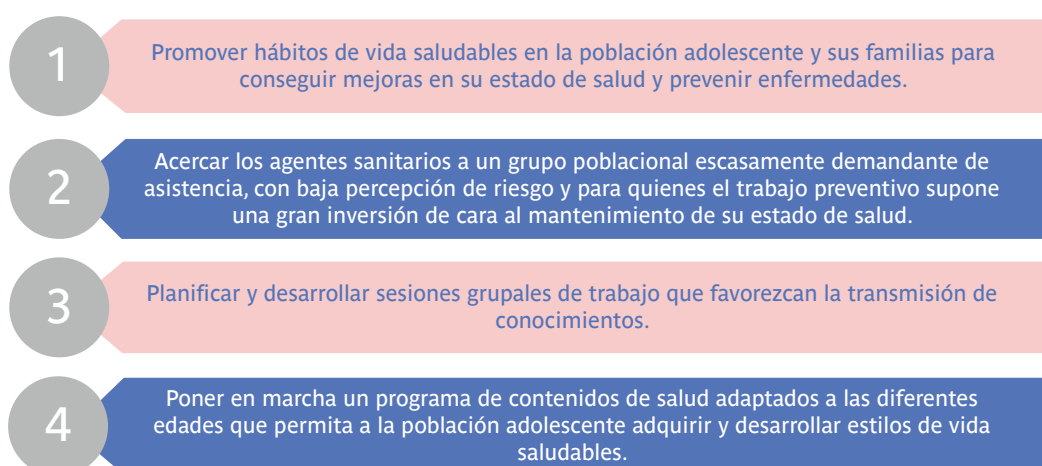 1
Promover hábitos de vida saludables en la población adolescente y sus familias para
conseguir mejoras en su estado de salud y prevenir enfermedades.
2
Acercar los agentes sanitarios a un grupo poblacional escasamente demandante de
asistencia, con baja percepción de riesgo y para quienes el trabajo preventivo supone
una gran inversión de cara al mantenimiento de su estado de salud.
3
Planificar y desarrollar sesiones grupales de trabajo que favorezcan la transmisión de
conocimientos.
4
Poner en marcha un programa de contenidos de salud adaptados a las diferentes
edades que permita a la población adolescente adquirir y desarrollar estilos de vida
saludables.